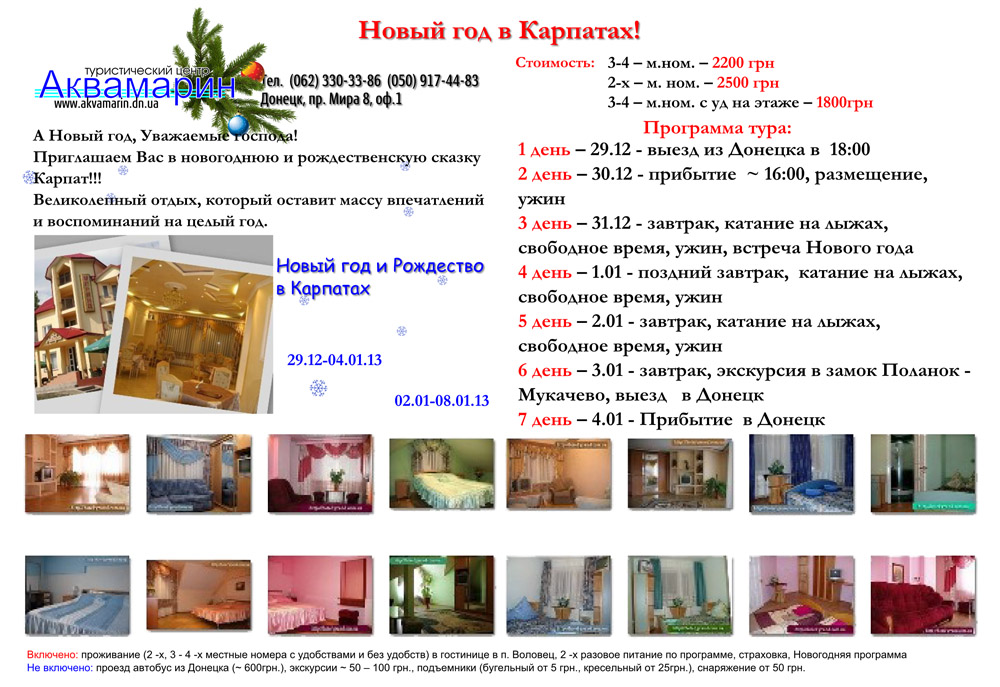 Новый год в Карпатах!
туристический центр
Аквамарин
www.akvamarin.dn.ua
Тел. (062) 330-33-86 (050) 917-44-83
Донецк, пр. Мира 8, оф.1
А Новый год, Уважаемые господа!
Приглашаем Вас в новогоднюю и рождественскую сказку
Карпат!!!
Великолепный отдых, который оставит массу впечатлений
и воспоминаний на целый год.
Новый год и Рождество
в Карпатах
29.12-04.01.13
02.01-08.01.13
Стоимость: 3-4 – м.ном. – 2200 грн
2-х – м. ном. – 2500 грн
3-4 – м.ном. с уд на этаже – 1800грн
Программа тура:
1 день – 29.12 - выезд из Донецка в 18:00
2 день – 30.12 - прибытие ~ 16:00, размещение,
ужин
3 день – 31.12 - завтрак, катание на лыжах,
свободное время, ужин, встреча Нового года
4 день – 1.01 - поздний завтрак, катание на лыжах,
свободное время, ужин
5 день – 2.01 - завтрак, катание на лыжах,
свободное время, ужин
6 день – 3.01 - завтрак, экскурсия в замок Поланок -
Мукачево, выезд в Донецк
7 день – 4.01 - Прибытие в Донецк
Включено: проживание (2 -х, 3 - 4 -х местные номера с удобствами и без удобств) в гостинице в п. Воловец, 2 -х разовое питание по программе, страховка, Новогодняя программа
Не включено: проезд автобус из Донецка (~ 600грн.), экскурсии ~ 50 – 100 грн., подъемники (бугельный от 5 грн., кресельный от 25грн.), снаряжение от 50 грн.